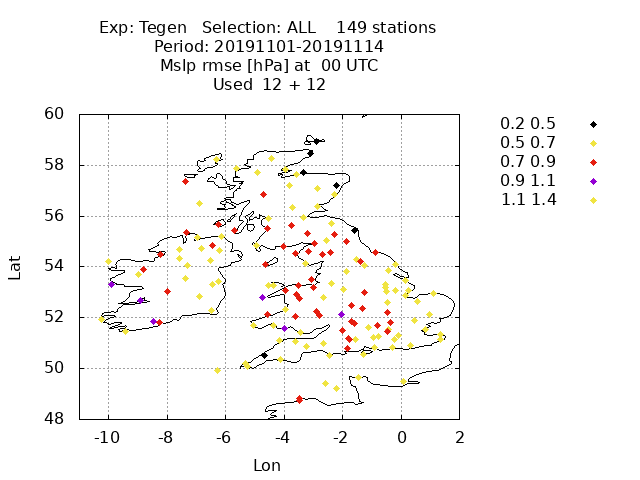 Exp: Tegen Selection: ALL 149 stations
Period: 20191101-20191114
Mslp rmse [hPa] at 00 UTC
Used 12 + 12
60
58
56
54
52
50
48
Lat
-10 -8 -6 -4 -2 0 2
Lon
0.2 0.5
0.5 0.7
0.7 0.9
0.9 1.1
1.1 1.4